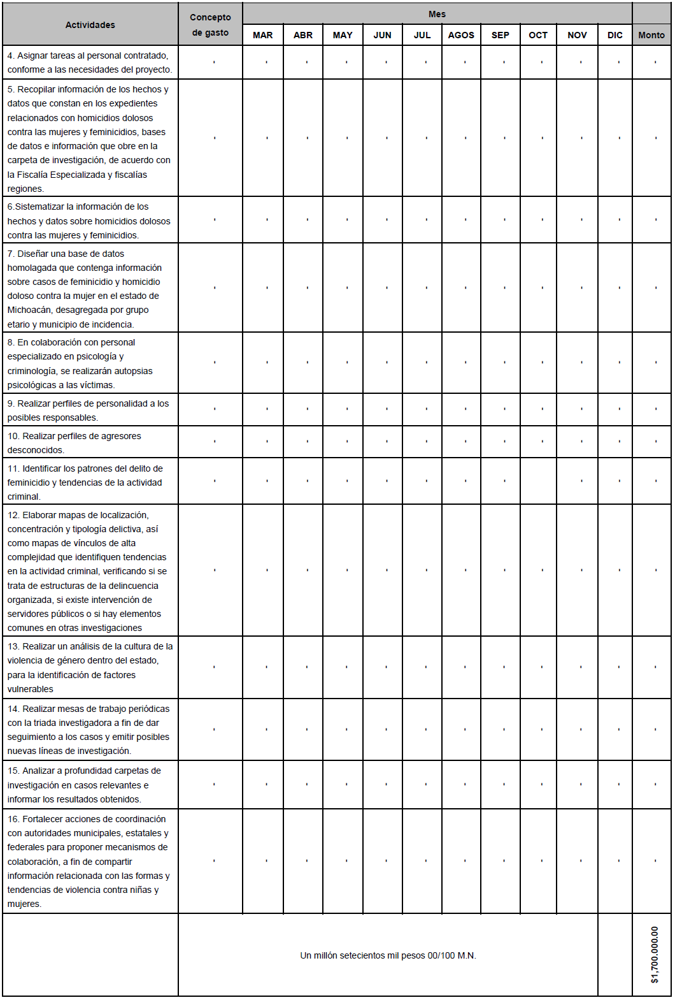 Actividades
Concepto
de gasto
Mes
MAR ABR MAY JUN JUL AGOS SEP OCT NOV DIC Monto
4. Asignar tareas al personal contratado,
conforme a las necesidades del proyecto.
' ' ' ' ' ' ' ' ' ' ' '
5. Recopilar información de los hechos y
datos que constan en los expedientes
relacionados con homicidios dolosos
contra las mujeres y feminicidios, bases
de datos e información que obre en la
carpeta de investigación, de acuerdo con
la Fiscalía Especializada y fiscalías
regiones.
' ' ' ' ' ' ' ' ' ' ' '
6.Sistematizar la información de los
hechos y datos sobre homicidios dolosos
contra las mujeres y feminicidios.
' ' ' ' ' ' ' ' ' ' ' '
7. Diseñar una base de datos
homolagada que contenga información
sobre casos de feminicidio y homicidio
doloso contra la mujer en el estado de
Michoacán, desagregada por grupo
etario y municipio de incidencia.
' ' ' ' ' ' ' ' ' ' ' '
8. En colaboración con personal
especializado en psicología y
criminología, se realizarán autopsias
psicológicas a las víctimas.
' ' ' ' ' ' ' ' ' ' ' '
9. Realizar perfiles de personalidad a los
posibles responsables.
' ' ' ' ' ' ' ' ' ' ' '
10. Realizar perfiles de agresores
desconocidos.
' ' ' ' ' ' ' ' ' ' ' '
11. Identificar los patrones del delito de
feminicidio y tendencias de la actividad
criminal.
' ' ' ' ' ' ' ' ' ' '
12. Elaborar mapas de localización,
concentración y tipología delictiva, así
como mapas de vínculos de alta
complejidad que identifiquen tendencias
en la actividad criminal, verificando si se
trata de estructuras de la delincuencia
organizada, si existe intervención de
servidores públicos o si hay elementos
comunes en otras investigaciones
' ' ' ' ' ' ' ' ' ' ' '
13. Realizar un análisis de la cultura de la
violencia de género dentro del estado,
para la identificación de factores
vulnerables
' ' ' ' ' ' ' ' ' ' ' '
14. Realizar mesas de trabajo periódicas
con la triada investigadora a fin de dar
seguimiento a los casos y emitir posibles
nuevas líneas de investigación.
' ' ' ' ' ' ' ' ' ' ' '
15. Analizar a profundidad carpetas de
investigación en casos relevantes e
informar los resultados obtenidos.
' ' ' ' ' ' ' ' ' ' ' '
16. Fortalecer acciones de coordinación
con autoridades municipales, estatales y
federales para proponer mecanismos de
colaboración, a fin de compartir
información relacionada con las formas y
tendencias de violencia contra niñas y
mujeres.
' ' ' ' ' ' ' ' ' ' ' '
Un millón setecientos mil pesos 00/100 M.N.
$1,700.000.00